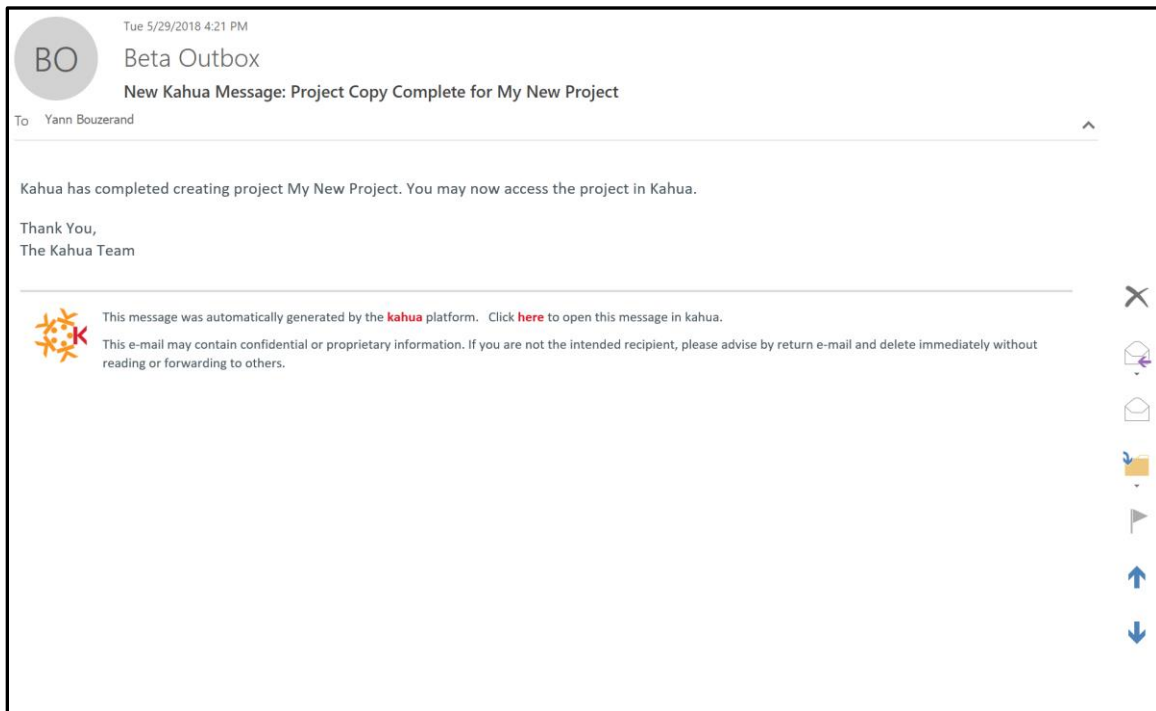 Tue 5/29/2018 4:21 PM
BO
Beta Outbox
New Kahua Message: Project Copy Complete for My New Project
To Yann Bouzerand
Kahua has completed creating project My New Project. You may now access the project in Kahua.
Thank You,
The Kahua Team
K
This message was automatically generated by the kahua platform. Click here to open this message in kahua.
This e-mail may contain confidential or proprietary information. If you are not the intended recipient, please advise by return e-mail and delete immediately without
reading or forwarding to others.